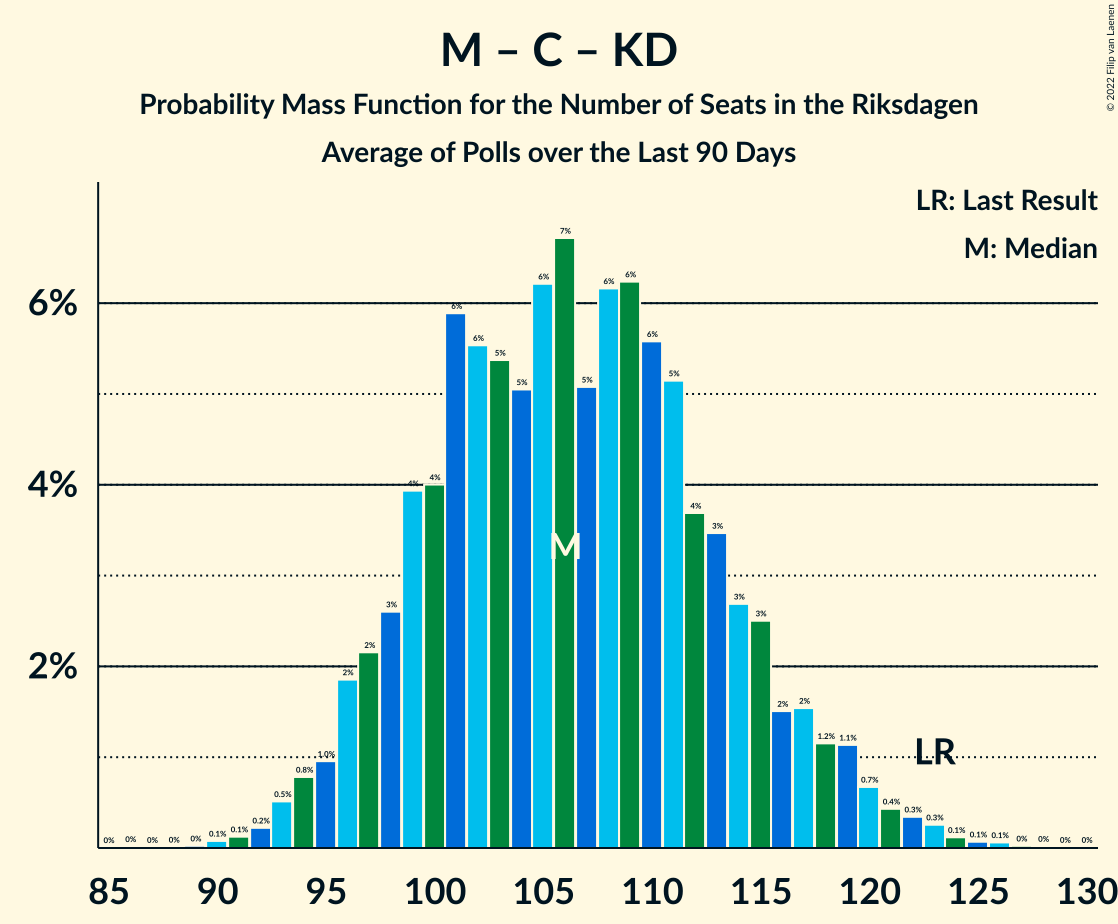 © 2022 Filip van Laenen
M – C – KD
Probability Mass Function for the Number of Seats in the Riksdagen
Average of Polls over the Last 90 Days
LR: Last Result
M: Median
6%
4%
2%
0% 0% 0% 0% 0% 0.1% 0.1% 0.2% 0.5% 0.8% 1.0% 2% 2% 3% 4% 4% 6% 6% 5% 5% 6% 7% 5% 6% 6% 6% 5% 4% 3% 3% 3% 2% 2% 1.2% 1.1% 0.7% 0.4% 0.3% 0.3% 0.1% 0.1% 0.1% 0% 0% 0% 0%
M
LR
85 90 95 100 105 110 115 120 125 130